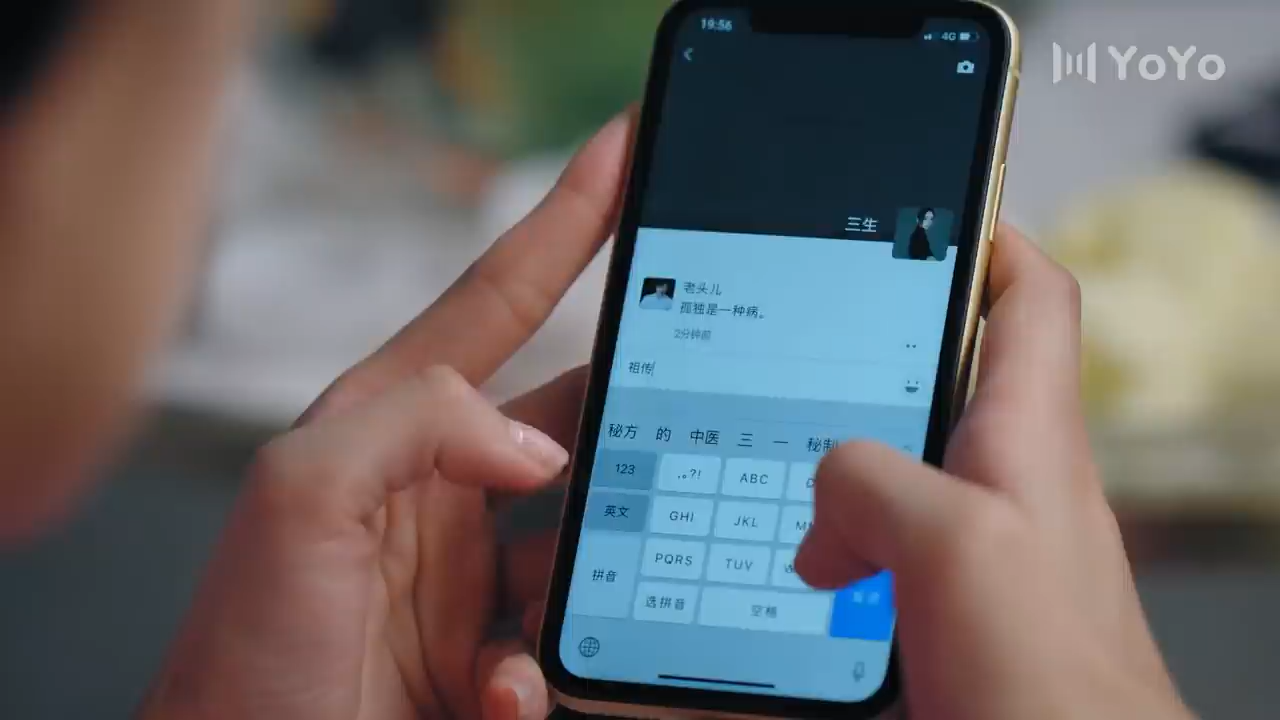 19:56
4G
YoYo
三生
老头儿
孤独是一种病。
2分钟前
祖传
秘方 的 中医 三 一 秘制
123
.,?!
ABC
英文
GHI
JKL
PQRS
TUV
拼音
选拼音
空格
发送